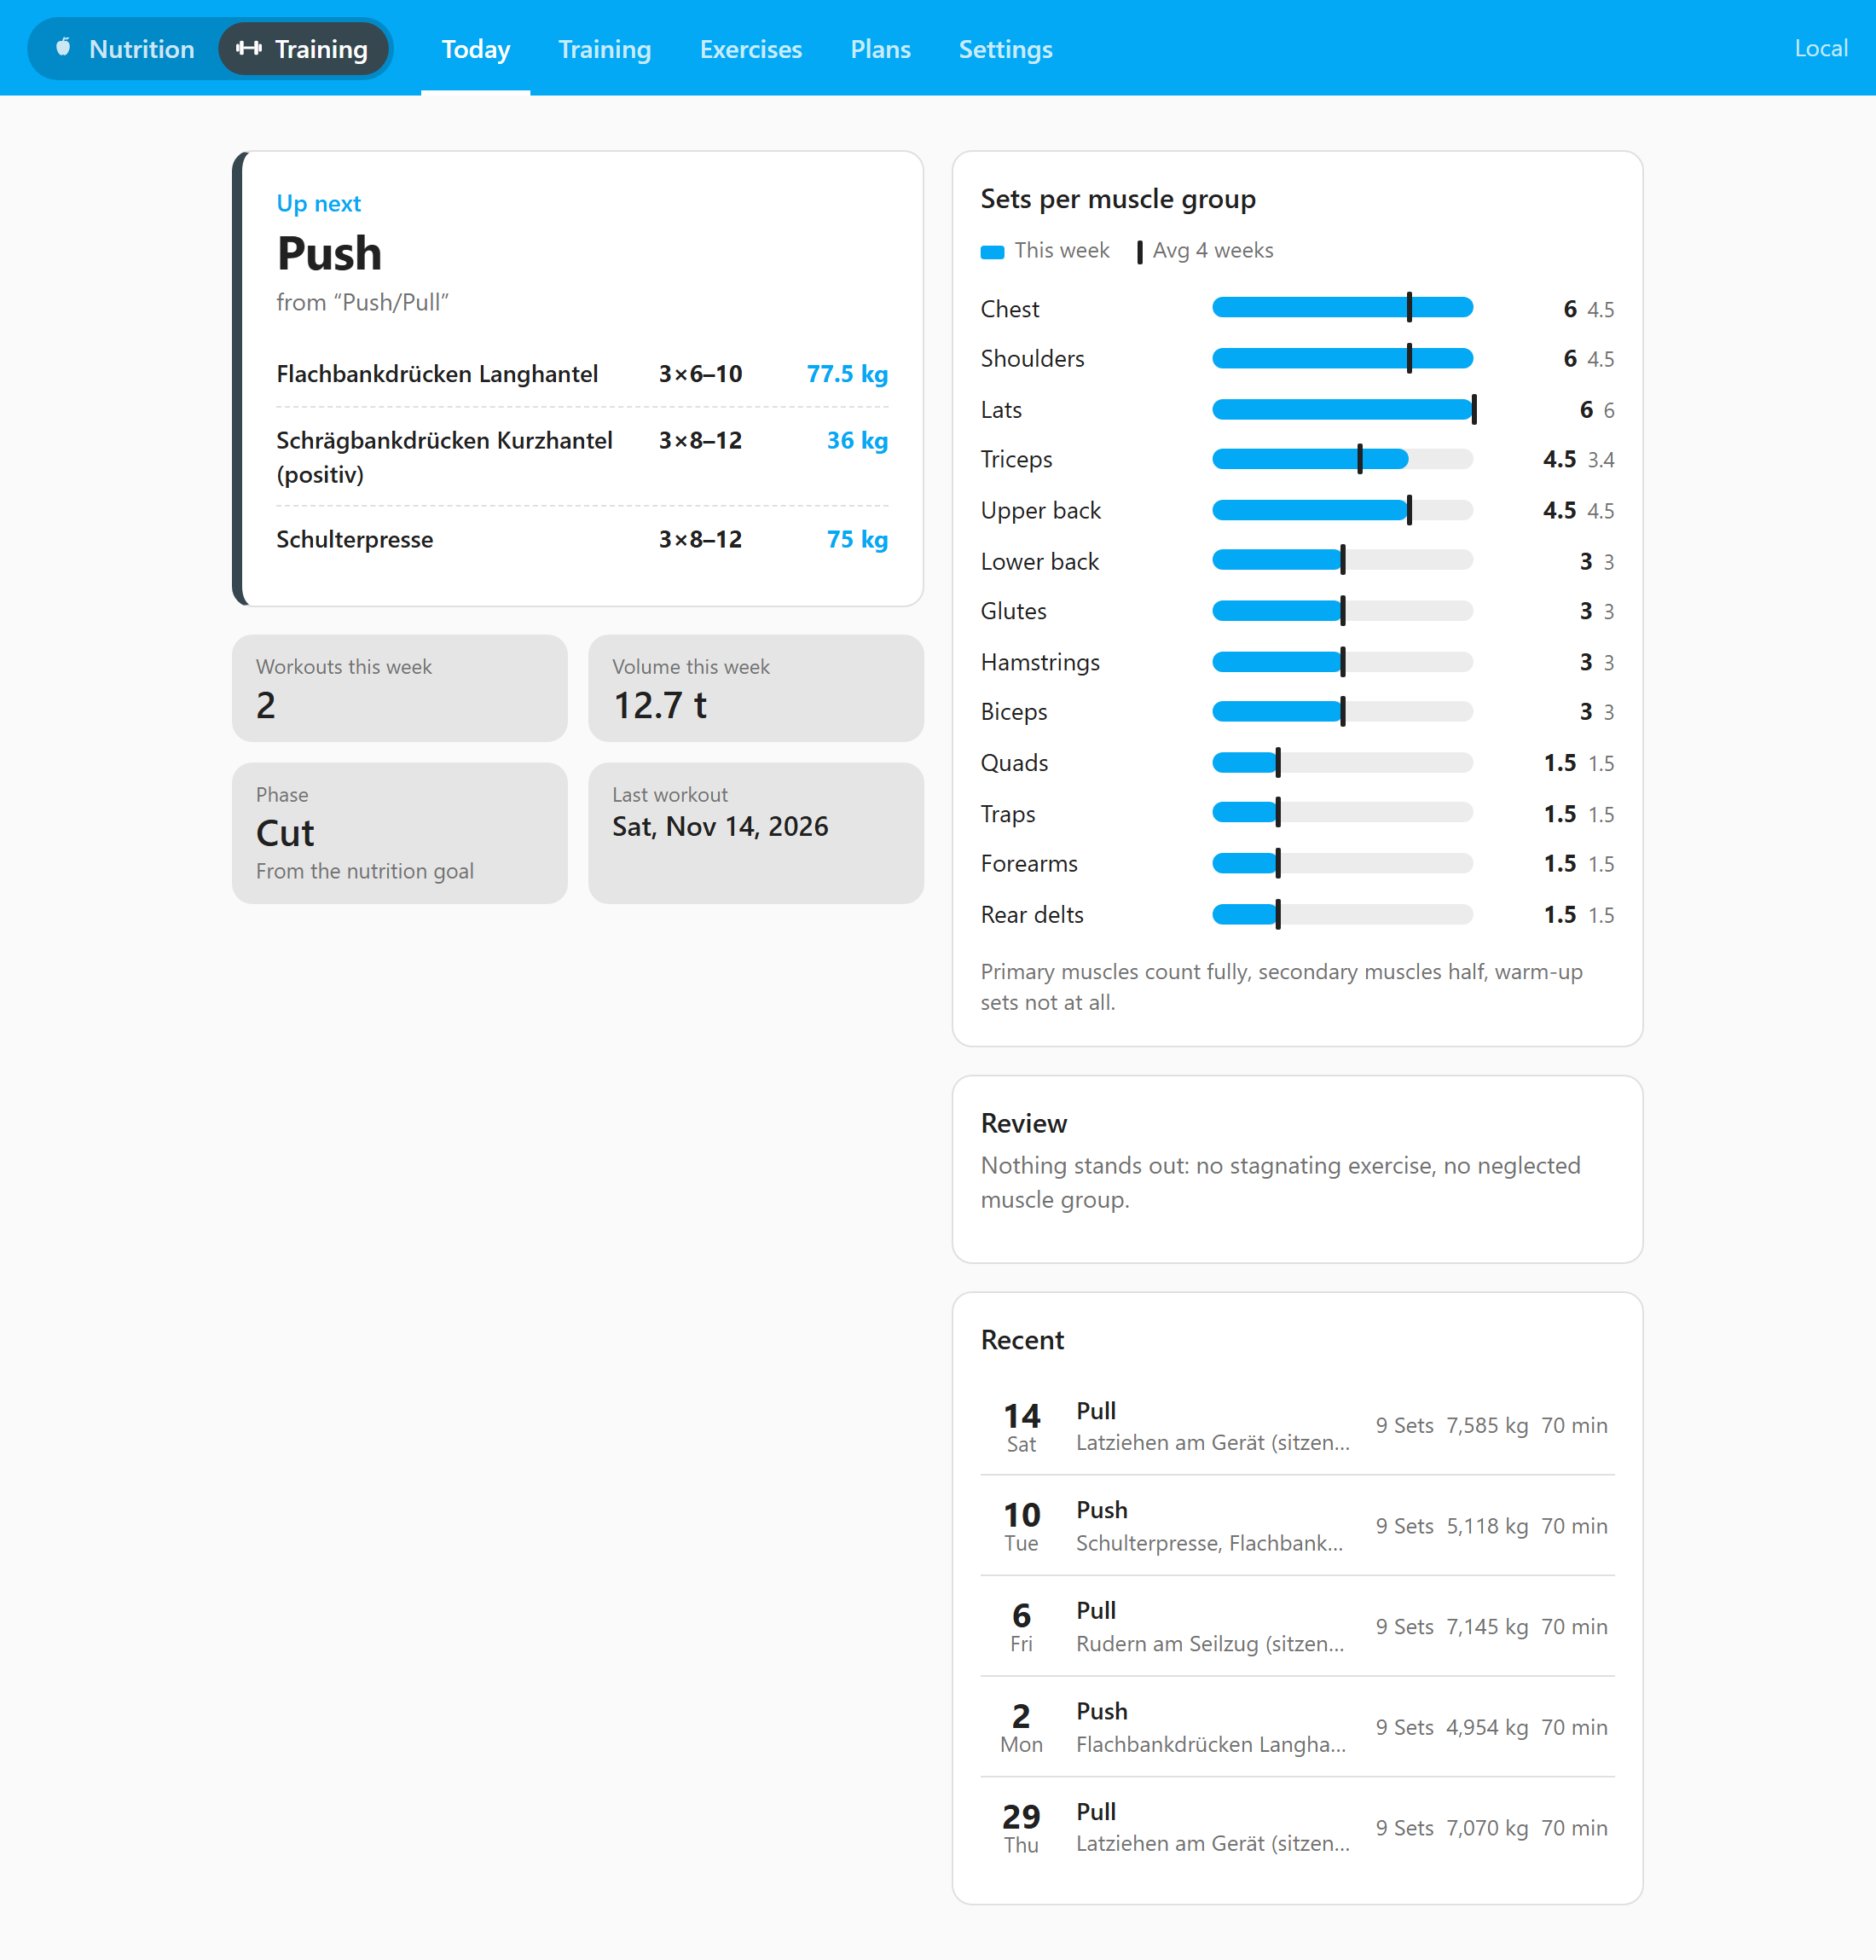 Nutrition Training Today Training Exercises Plans Settings Local
Up next
Push
from “Push/Pull”
Flachbankdrücken Langhantel 3×6–10 77.5 kg
Schrägbankdrücken Kurzhantel 3×8–12 36 kg
(positiv)
Schulterpresse 3×8–12 75 kg
Workouts this week
2
Volume this week
12.7 t
Phase
Cut
From the nutrition goal
Last workout
Sat, Nov 14, 2026
Sets per muscle group
This week Avg 4 weeks
Chest 6 4.5
Shoulders 6 4.5
Lats 6 6
Triceps 4.5 3.4
Upper back 4.5 4.5
Lower back 3 3
Glutes 3 3
Hamstrings 3 3
Biceps 3 3
Quads 1.5 1.5
Traps 1.5 1.5
Forearms 1.5 1.5
Rear delts 1.5 1.5
Primary muscles count fully, secondary muscles half, warm-up
sets not at all.
Review
Nothing stands out: no stagnating exercise, no neglected
muscle group.
Recent
14 Sat Pull
Latziehen am Gerät (sitzen... 9 Sets 7,585 kg 70 min
10 Tue Push
Schulterpresse, Flachbank... 9 Sets 5,118 kg 70 min
6 Fri Pull
Rudern am Seilzug (sitzen... 9 Sets 7,145 kg 70 min
2 Mon Push
Flachbankdrücken Langha... 9 Sets 4,954 kg 70 min
29 Thu Pull
Latziehen am Gerät (sitzen... 9 Sets 7,070 kg 70 min